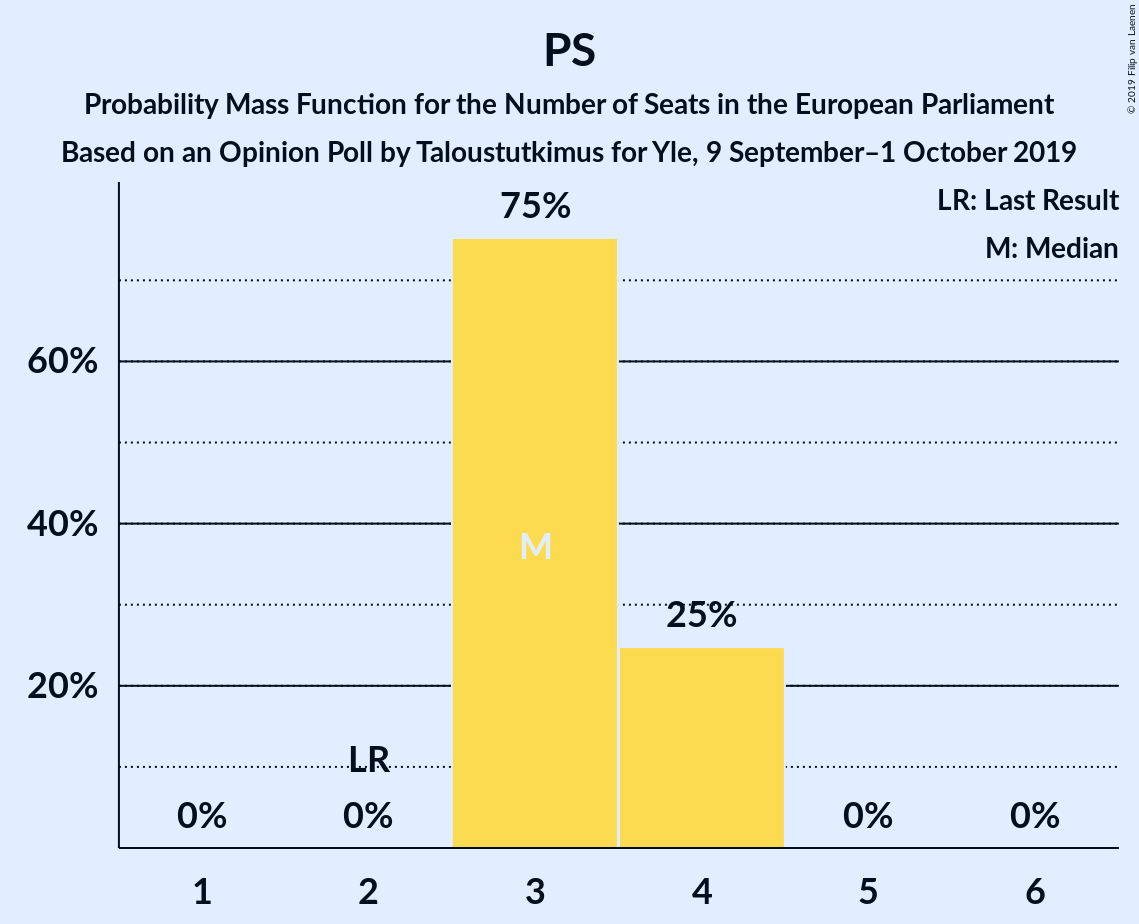 PS
Probability Mass Function for the Number of Seats in the European Parliament
Based on an Opinion Poll by Taloustutkimus for Yle, 9 September–1 October 2019
© 2019 Filip van Laenen
LR: Last Result
M: Median
75%
60%
40%
M
25%
20%
LR
0% 0% 0% 0%
1 2 3 4 5 6